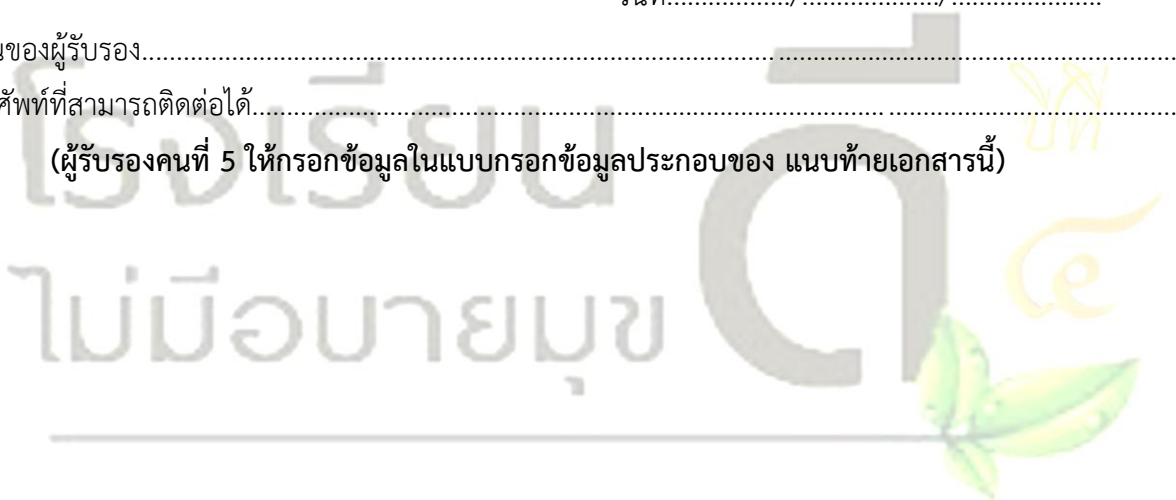 วันที่................../....................../......................
นของผู้รับรอง....................................................................................................................................................
ศัพท์ที่สามารถติดต่อได้..................................................................................................................................
(ผู้รับรองคนที่ 5 ให้กรอกข้อมูลในแบบกรอกข้อมูลประกอบของ แนบท้ายเอกสารนี้)
โรงเรียน ดี ปีที่
ไม่มีอบายมุข ๔